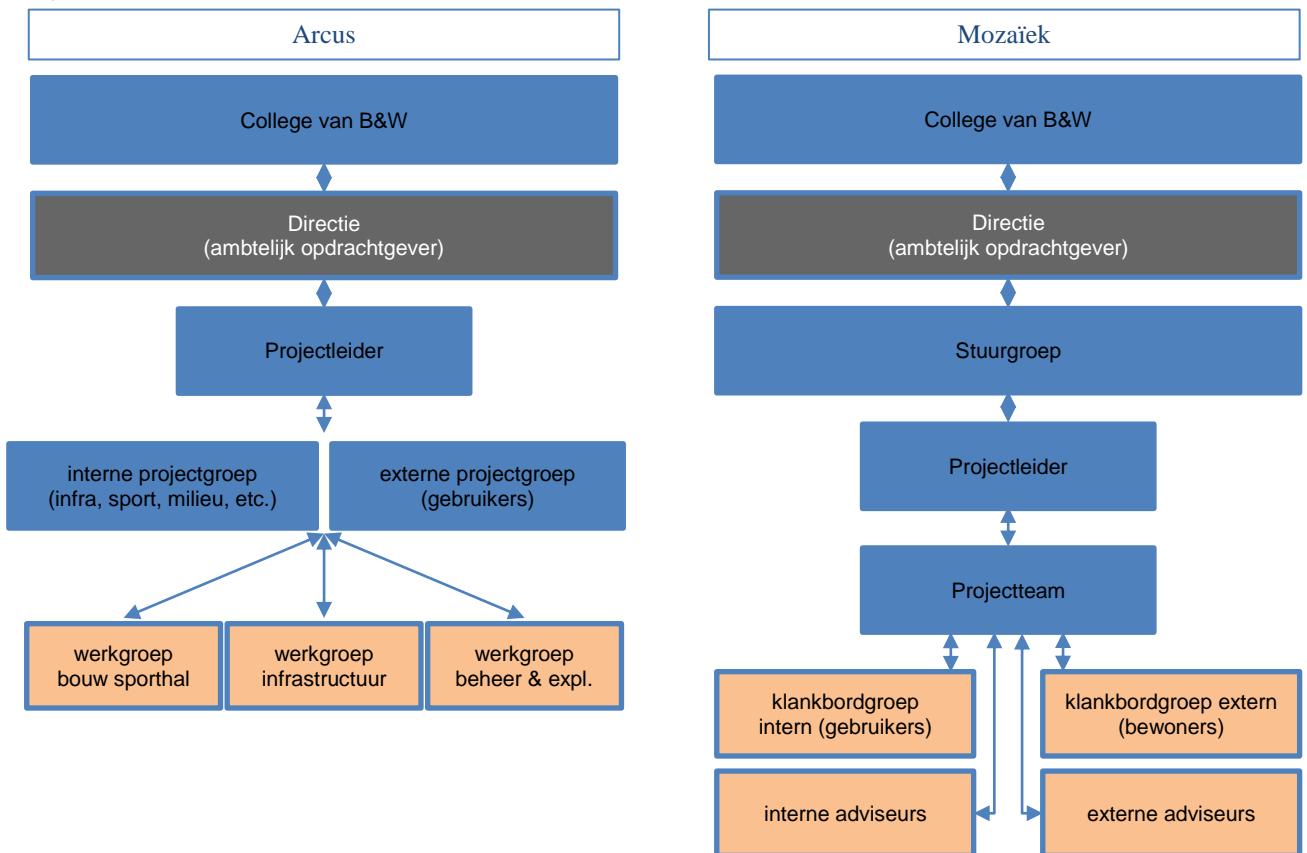 Arcus
College van B&W
Directie
(ambtelijk opdrachtgever)
Projectleider
interne projectgroep
(infra, sport, milieu, etc.)
externe projectgroep
(gebruikers)
werkgroep
bouw sporthal
werkgroep
infrastructuur
werkgroep
beheer & expl.
Mozaïek
College van B&W
Directie
(ambtelijk opdrachtgever)
Stuurgroep
Projectleider
Projectteam
klankbordgroep
intern (gebruikers)
klankbordgroep extern
(bewoners)
interne adviseurs
externe adviseurs